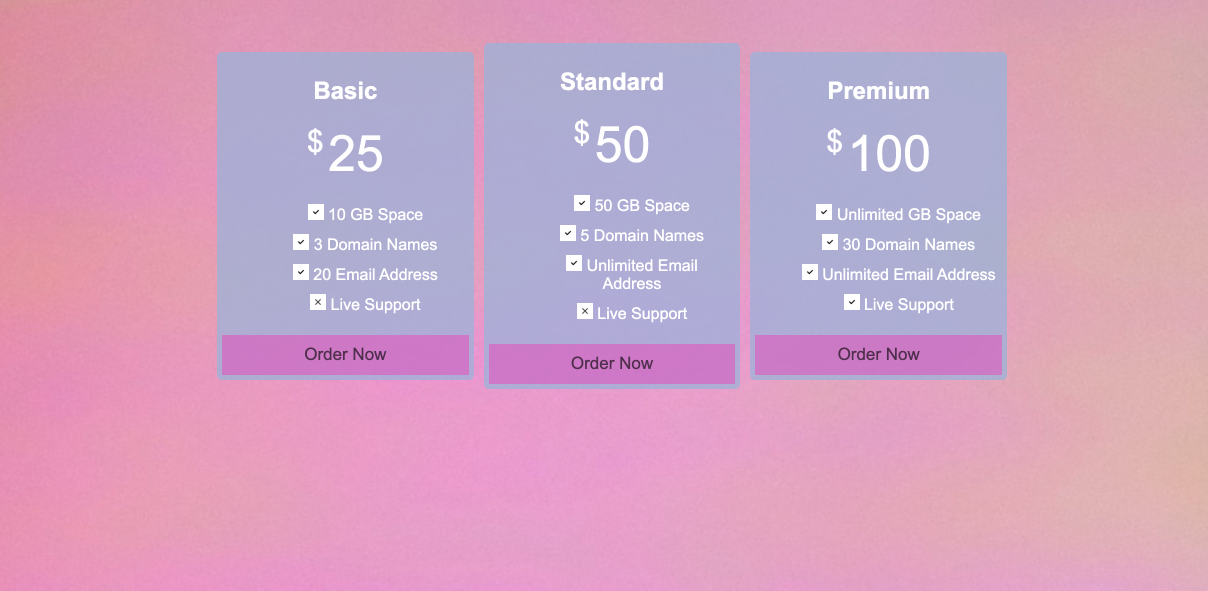 Basic
$25
10 GB Space
3 Domain Names
20 Email Address
Live Support
Order Now
Standard
$50
50 GB Space
5 Domain Names
Unlimited Email
Address
Live Support
Order Now
Premium
$100
Unlimited GB Space
30 Domain Names
Unlimited Email Address
Live Support
Order Now